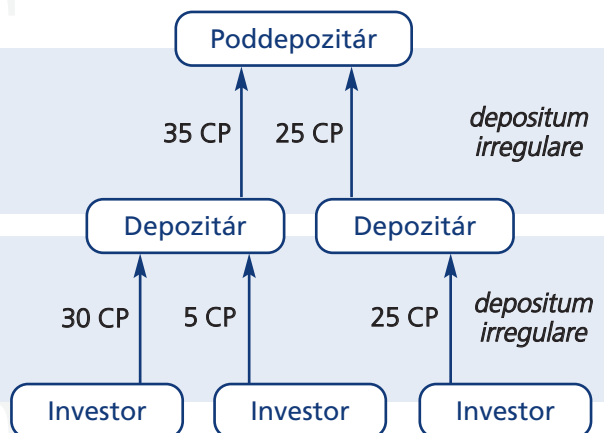 Poddepozitár
35 CP
25 CP
depositum
irregulare
Depozitár
Depozitár
30 CP
5 CP
25 CP
depositum
irregulare
Investor
Investor
Investor